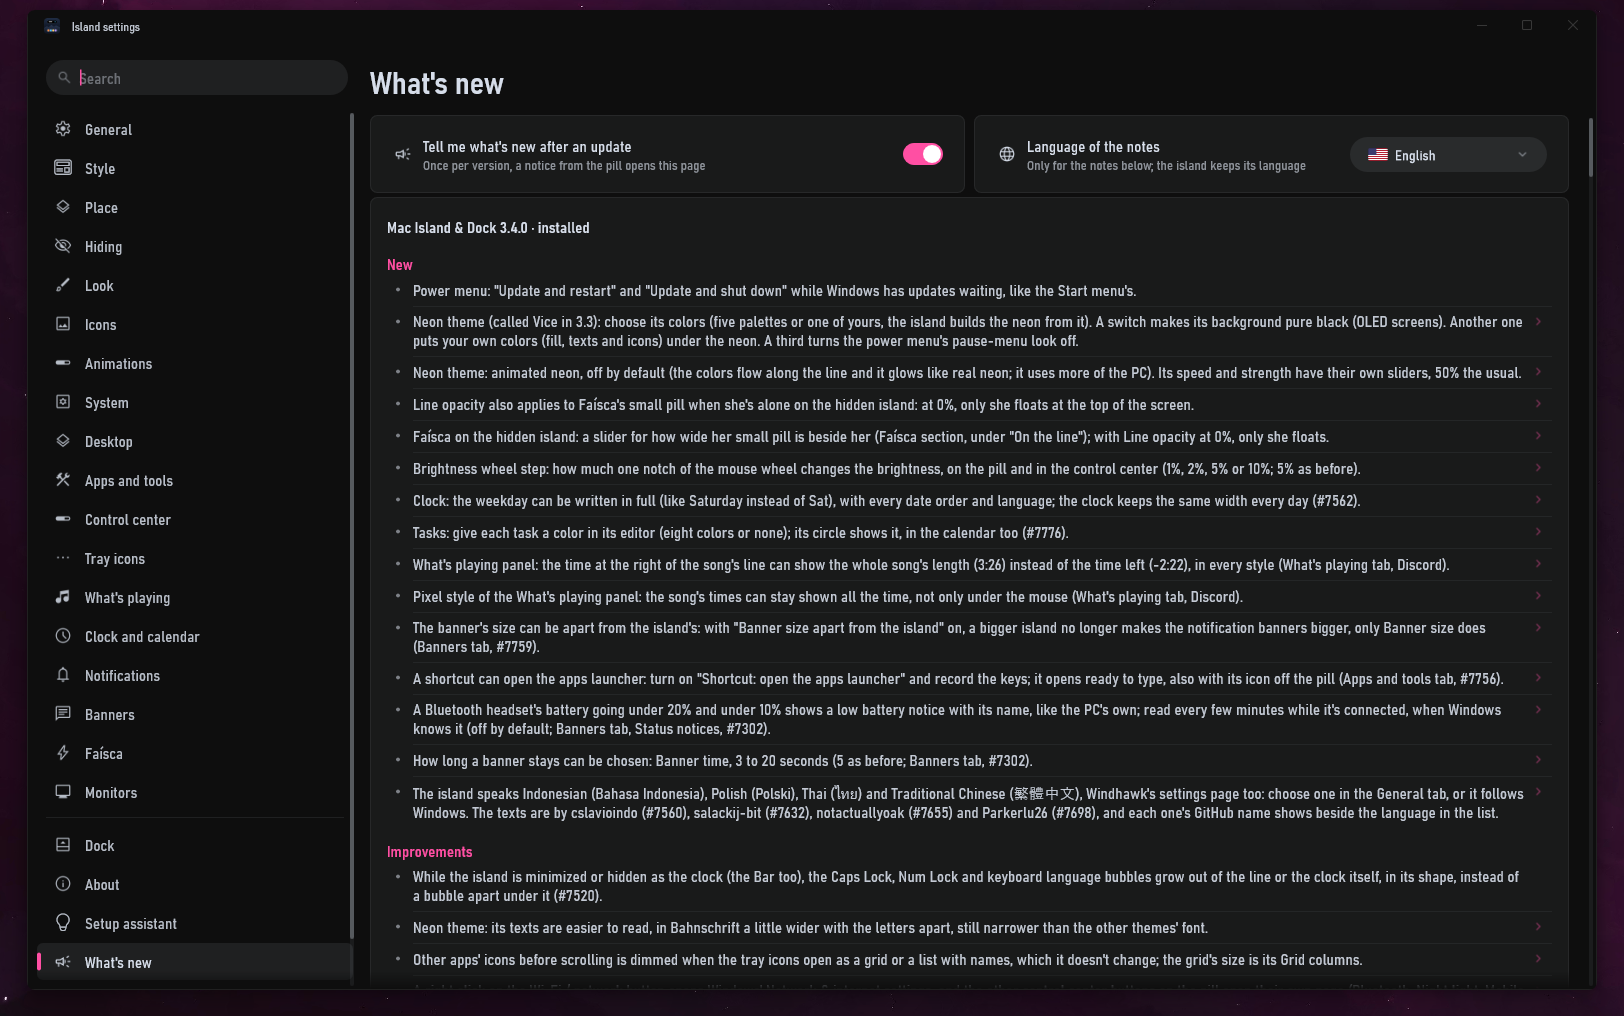 Island settings
Search
General
Style
Place
Hiding
Look
Icons
Animations
System
Desktop
Apps and tools
Control center
Tray icons
What's playing
Clock and calendar
Notifications
Banners
Faísca
Monitors
Dock
About
Setup assistant
What's new
What's new
Tell me what's new after an update
Once per version, a notice from the pill opens this page
Language of the notes
Only for the notes below; the island keeps its language
English
Mac Island & Dock 3.4.0 · installed
New
• Power menu: "Update and restart" and "Update and shut down" while Windows has updates waiting, like the Start menu's.
• Neon theme (called Vice in 3.3): choose its colors (five palettes or one of yours, the island builds the neon from it). A switch makes its background pure black (OLED screens). Another one
puts your own colors (fill, texts and icons) under the neon. A third turns the power menu's pause-menu look off.
• Neon theme: animated neon, off by default (the colors flow along the line and it glows like real neon; it uses more of the PC). Its speed and strength have their own sliders, 50% the usual.
• Line opacity also applies to Faísca's small pill when she's alone on the hidden island: at 0%, only she floats at the top of the screen.
• Faísca on the hidden island: a slider for how wide her small pill is beside her (Faísca section, under "On the line"); with Line opacity at 0%, only she floats.
• Brightness wheel step: how much one notch of the mouse wheel changes the brightness, on the pill and in the control center (1%, 2%, 5% or 10%; 5% as before).
• Clock: the weekday can be written in full (like Saturday instead of Sat), with every date order and language; the clock keeps the same width every day (#7562).
• Tasks: give each task a color in its editor (eight colors or none); its circle shows it, in the calendar too (#7776).
• What's playing panel: the time at the right of the song's line can show the whole song's length (3:26) instead of the time left (-2:22), in every style (What's playing tab, Discord).
• Pixel style of the What's playing panel: the song's times can stay shown all the time, not only under the mouse (What's playing tab, Discord).
• The banner's size can be apart from the island's: with "Banner size apart from the island" on, a bigger island no longer makes the notification banners bigger, only Banner size does
(Banners tab, #7759).
• A shortcut can open the apps launcher: turn on "Shortcut: open the apps launcher" and record the keys; it opens ready to type, also with its icon off the pill (Apps and tools tab, #7756).
• A Bluetooth headset's battery going under 20% and under 10% shows a low battery notice with its name, like the PC's own; read every few minutes while it's connected, when Windows
knows it (off by default; Banners tab, Status notices, #7302).
• How long a banner stays can be chosen: Banner time, 3 to 20 seconds (5 as before; Banners tab, #7302).
• The island speaks Indonesian (Bahasa Indonesia), Polish (Polski), Thai (ไทย) and Traditional Chinese (繁體中文), Windhawk's settings page too: choose one in the General tab, or it follows
Windows. The texts are by cslavioindo (#7560), salackij-bit (#7632), notactuallyoak (#7655) and Parkerlu26 (#7698), and each one's GitHub name shows beside the language in the list.
Improvements
• While the island is minimized or hidden as the clock (the Bar too), the Caps Lock, Num Lock and keyboard language bubbles grow out of the line or the clock itself, in its shape, instead of
a bubble apart under it (#7520).
• Neon theme: its texts are easier to read, in Bahnschrift a little wider with the letters apart, still narrower than the other themes' font.
• Other apps' icons before scrolling is dimmed when the tray icons open as a grid or a list with names, which it doesn't change; the grid's size is its Grid columns.